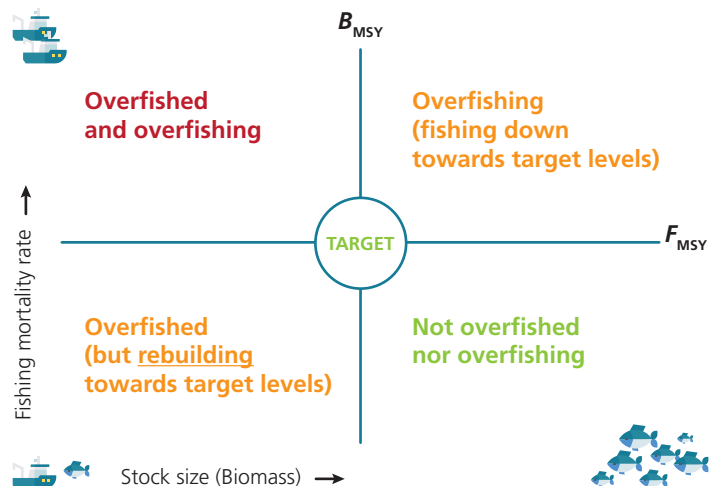 BMSY
Overfished
and overfishing
Overfishing
(fishing down
towards target levels)
TARGET
FMSY
Fishing mortality rate
Overfished
(but rebuilding
towards target levels)
Not overfished
nor overfishing
Stock size (Biomass)